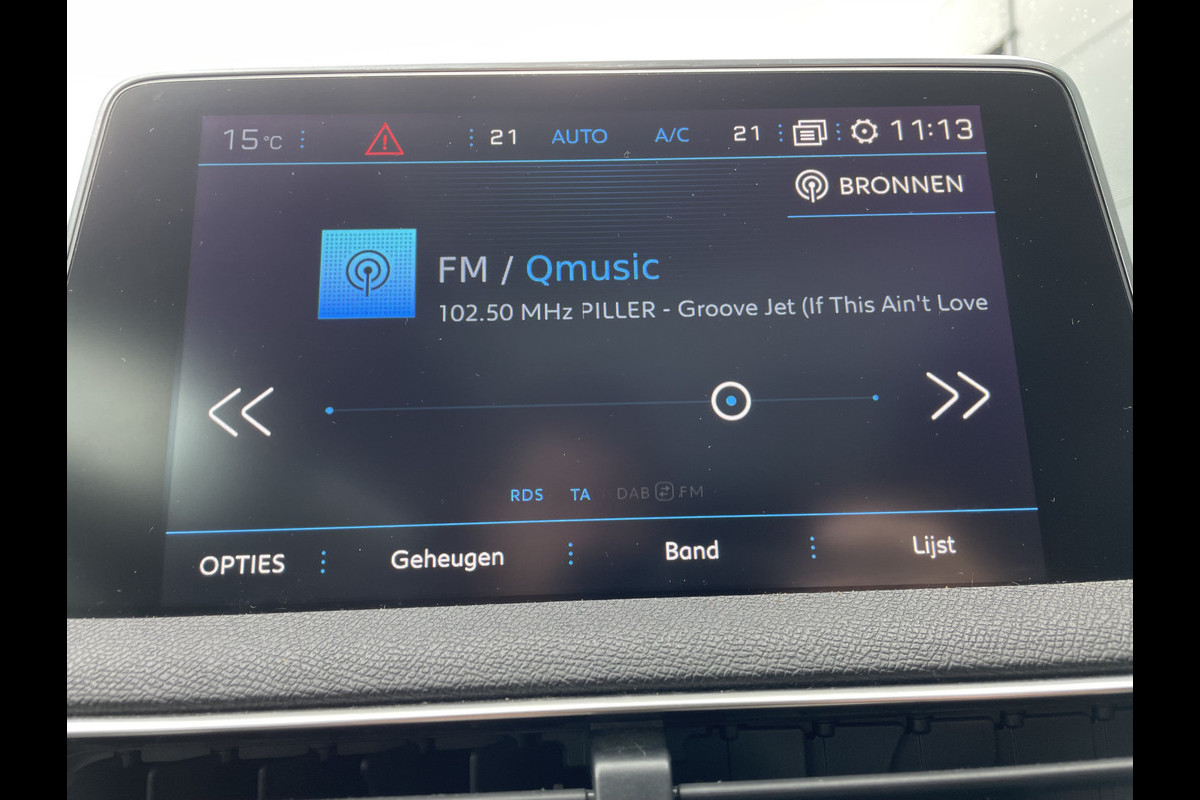 15°C 21 AUTO A/C 21 11:13
BRONNEN
FM / Qmusic
102.50 MHz PILLER - Groove Jet (If This Ain't Love
RDS TA DAB FM
OPTIES Geheugen Band Lijst